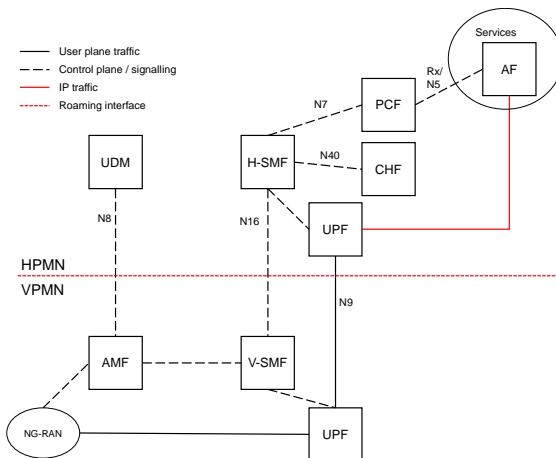 Services
User plane traffic
Control plane / signalling
IP traffic
Roaming interface
Rx/
N5
AF
N7
PCF
UDM
H-SMF
N40
CHF
N8
N16
UPF
HPMN
VPMN
N9
AMF
V-SMF
NG-RAN
UPF